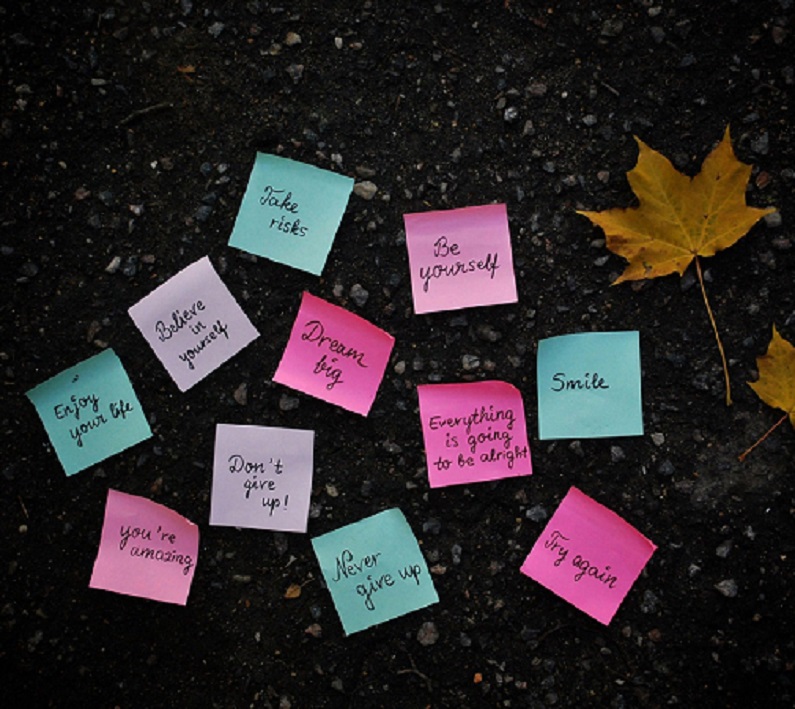 Take
risks
Be
yourself
Believe
in
yourself
Dream
big
Smile
Enjoy
your life
Everything
is going
to be alright
Don't
give
up!
you're
amazing
Never
give up
Try again